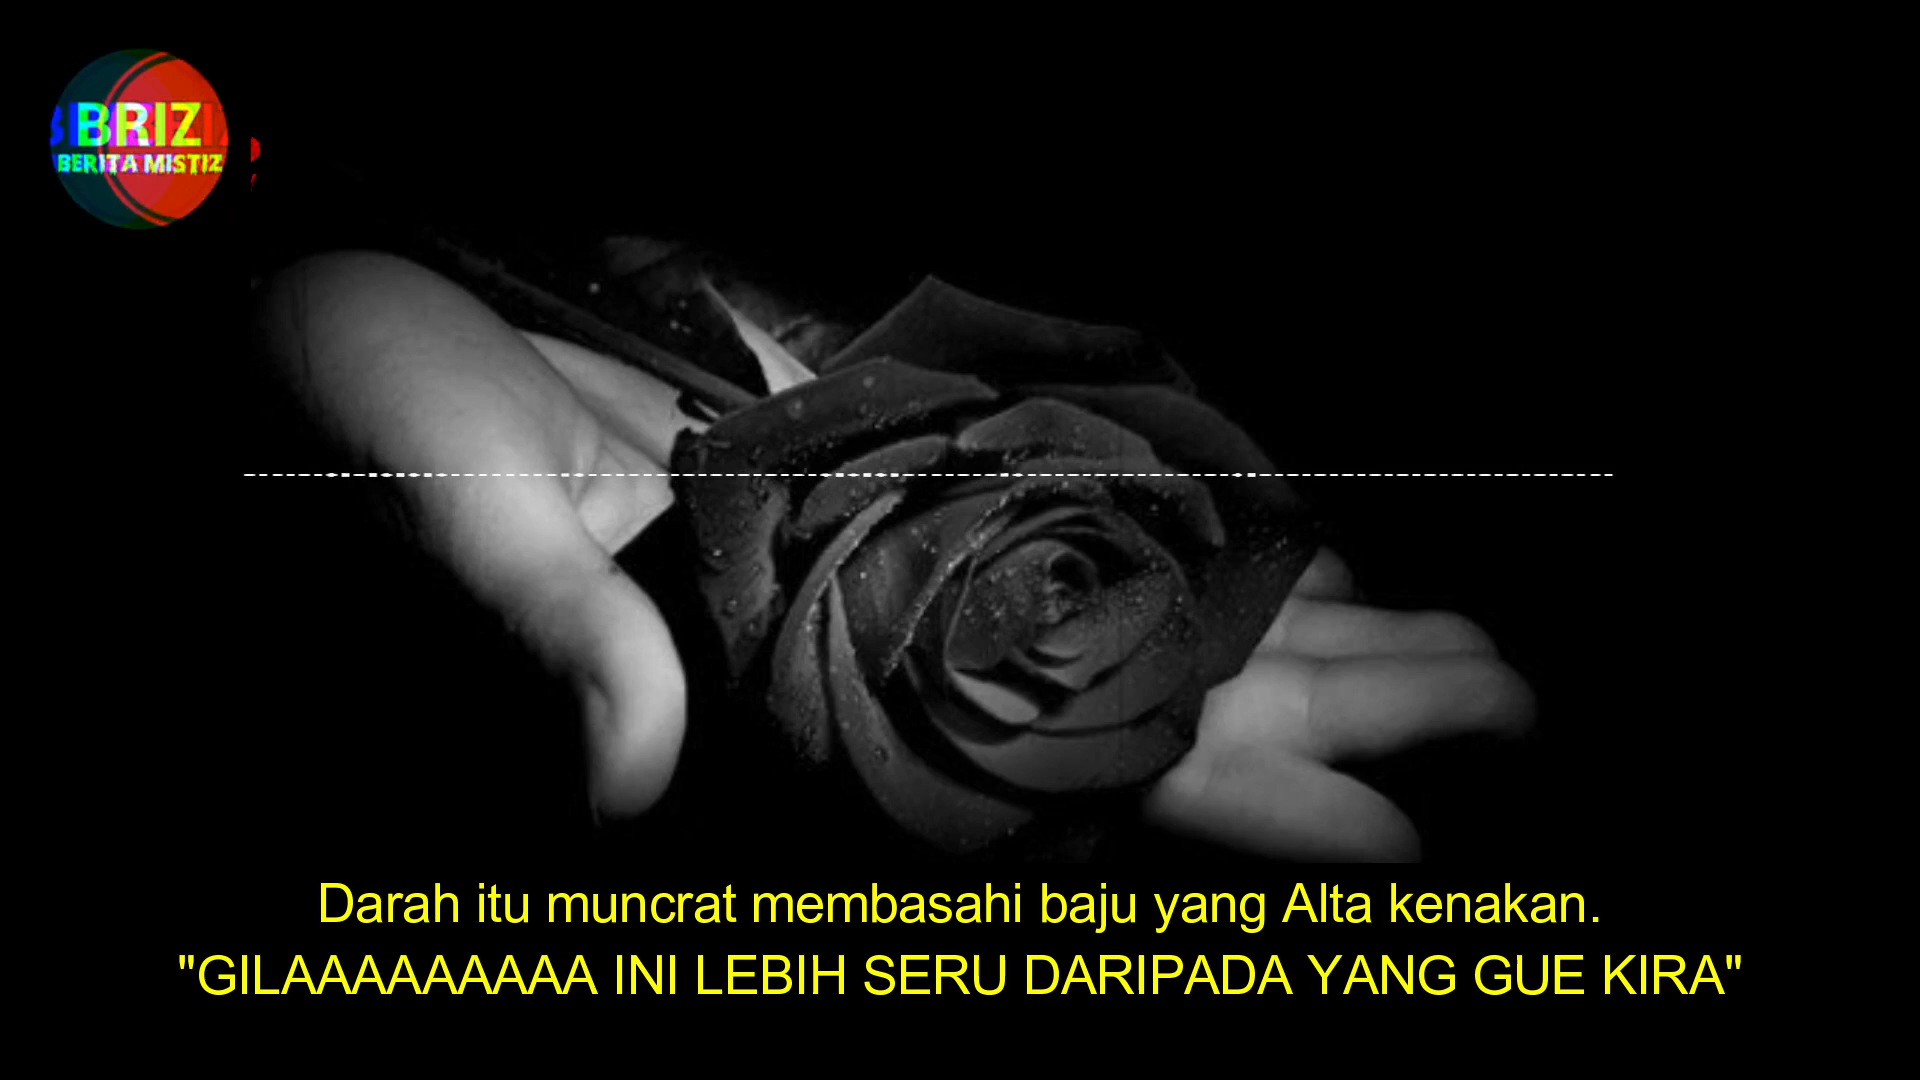 BRIZ
BERITA MISTIZ
Darah itu muncrat membasahi baju yang Alta kenakan.
"GILAAAAAAAAA INI LEBIH SERU DARIPADA YANG GUE KIRA"